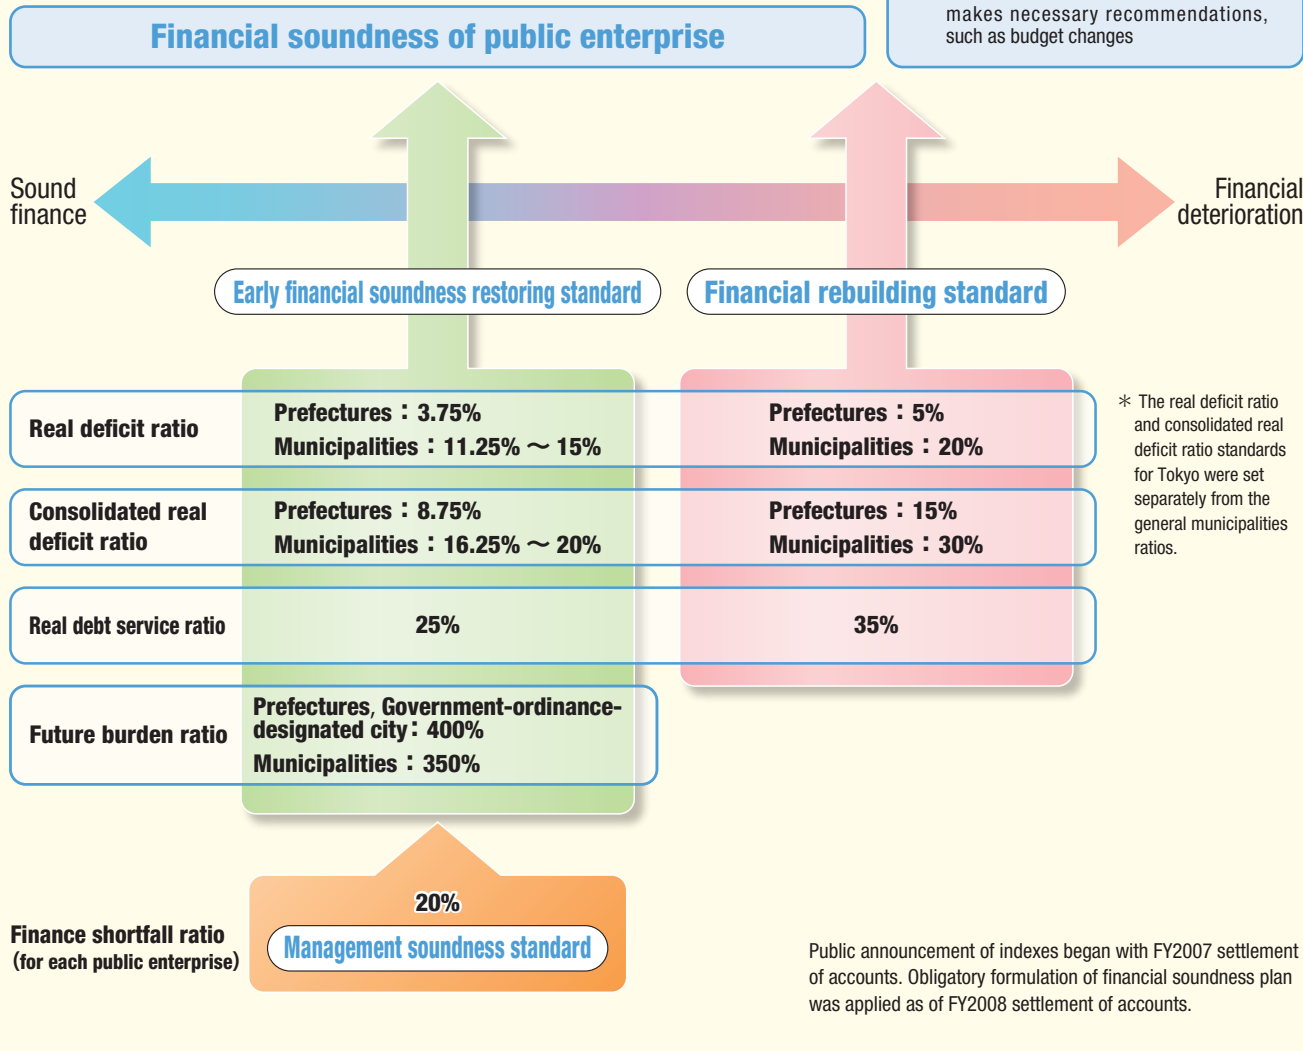 makes necessary recommendations,
such as budget changes
Financial soundness of public enterprise
Sound
finance
Financial
deterioration
Early financial soundness restoring standard
Financial rebuilding standard
Real deficit ratio
Prefectures：3.75%
Municipalities：11.25% ～ 15%
Prefectures：5%
Municipalities：20%
Consolidated real
deficit ratio
Prefectures：8.75%
Municipalities：16.25% ～ 20%
Prefectures：15%
Municipalities：30%
＊ The real deficit ratio
and consolidated real
deficit ratio standards
for Tokyo were set
separately from the
general municipalities
ratios.
Real debt service ratio
25%
35%
Future burden ratio
Prefectures, Government-ordinance-
designated city：400%
Municipalities：350%
20%
Management soundness standard
Finance shortfall ratio
(for each public enterprise)
Public announcement of indexes began with FY2007 settlement
of accounts. Obligatory formulation of financial soundness plan
was applied as of FY2008 settlement of accounts.